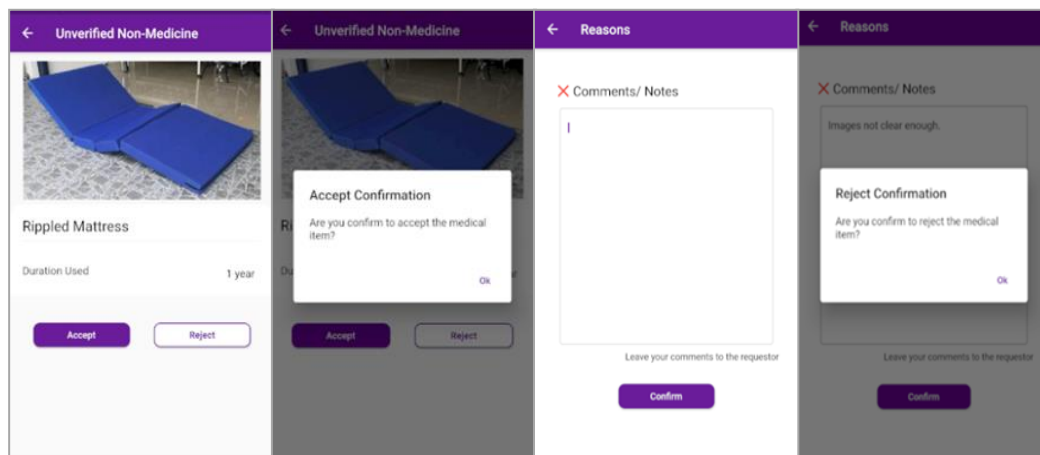 Unverified Non-Medicine
Rippled Mattress
Duration Used
1 year
Accept
Reject
Unverified Non-Medicine
Accept Confirmation
Are you confirm to accept the medical
item?
Ok
Ri
Du
r
Accept
Reject
Reasons
Comments/ Notes
Leave your comments to the requestor
Confirm
Reasons
Comments/ Notes
Images not clear enough.
Reject Confirmation
Are you confirm to reject the medical
item?
Ok
Leave your comments to the requestor
Confirm